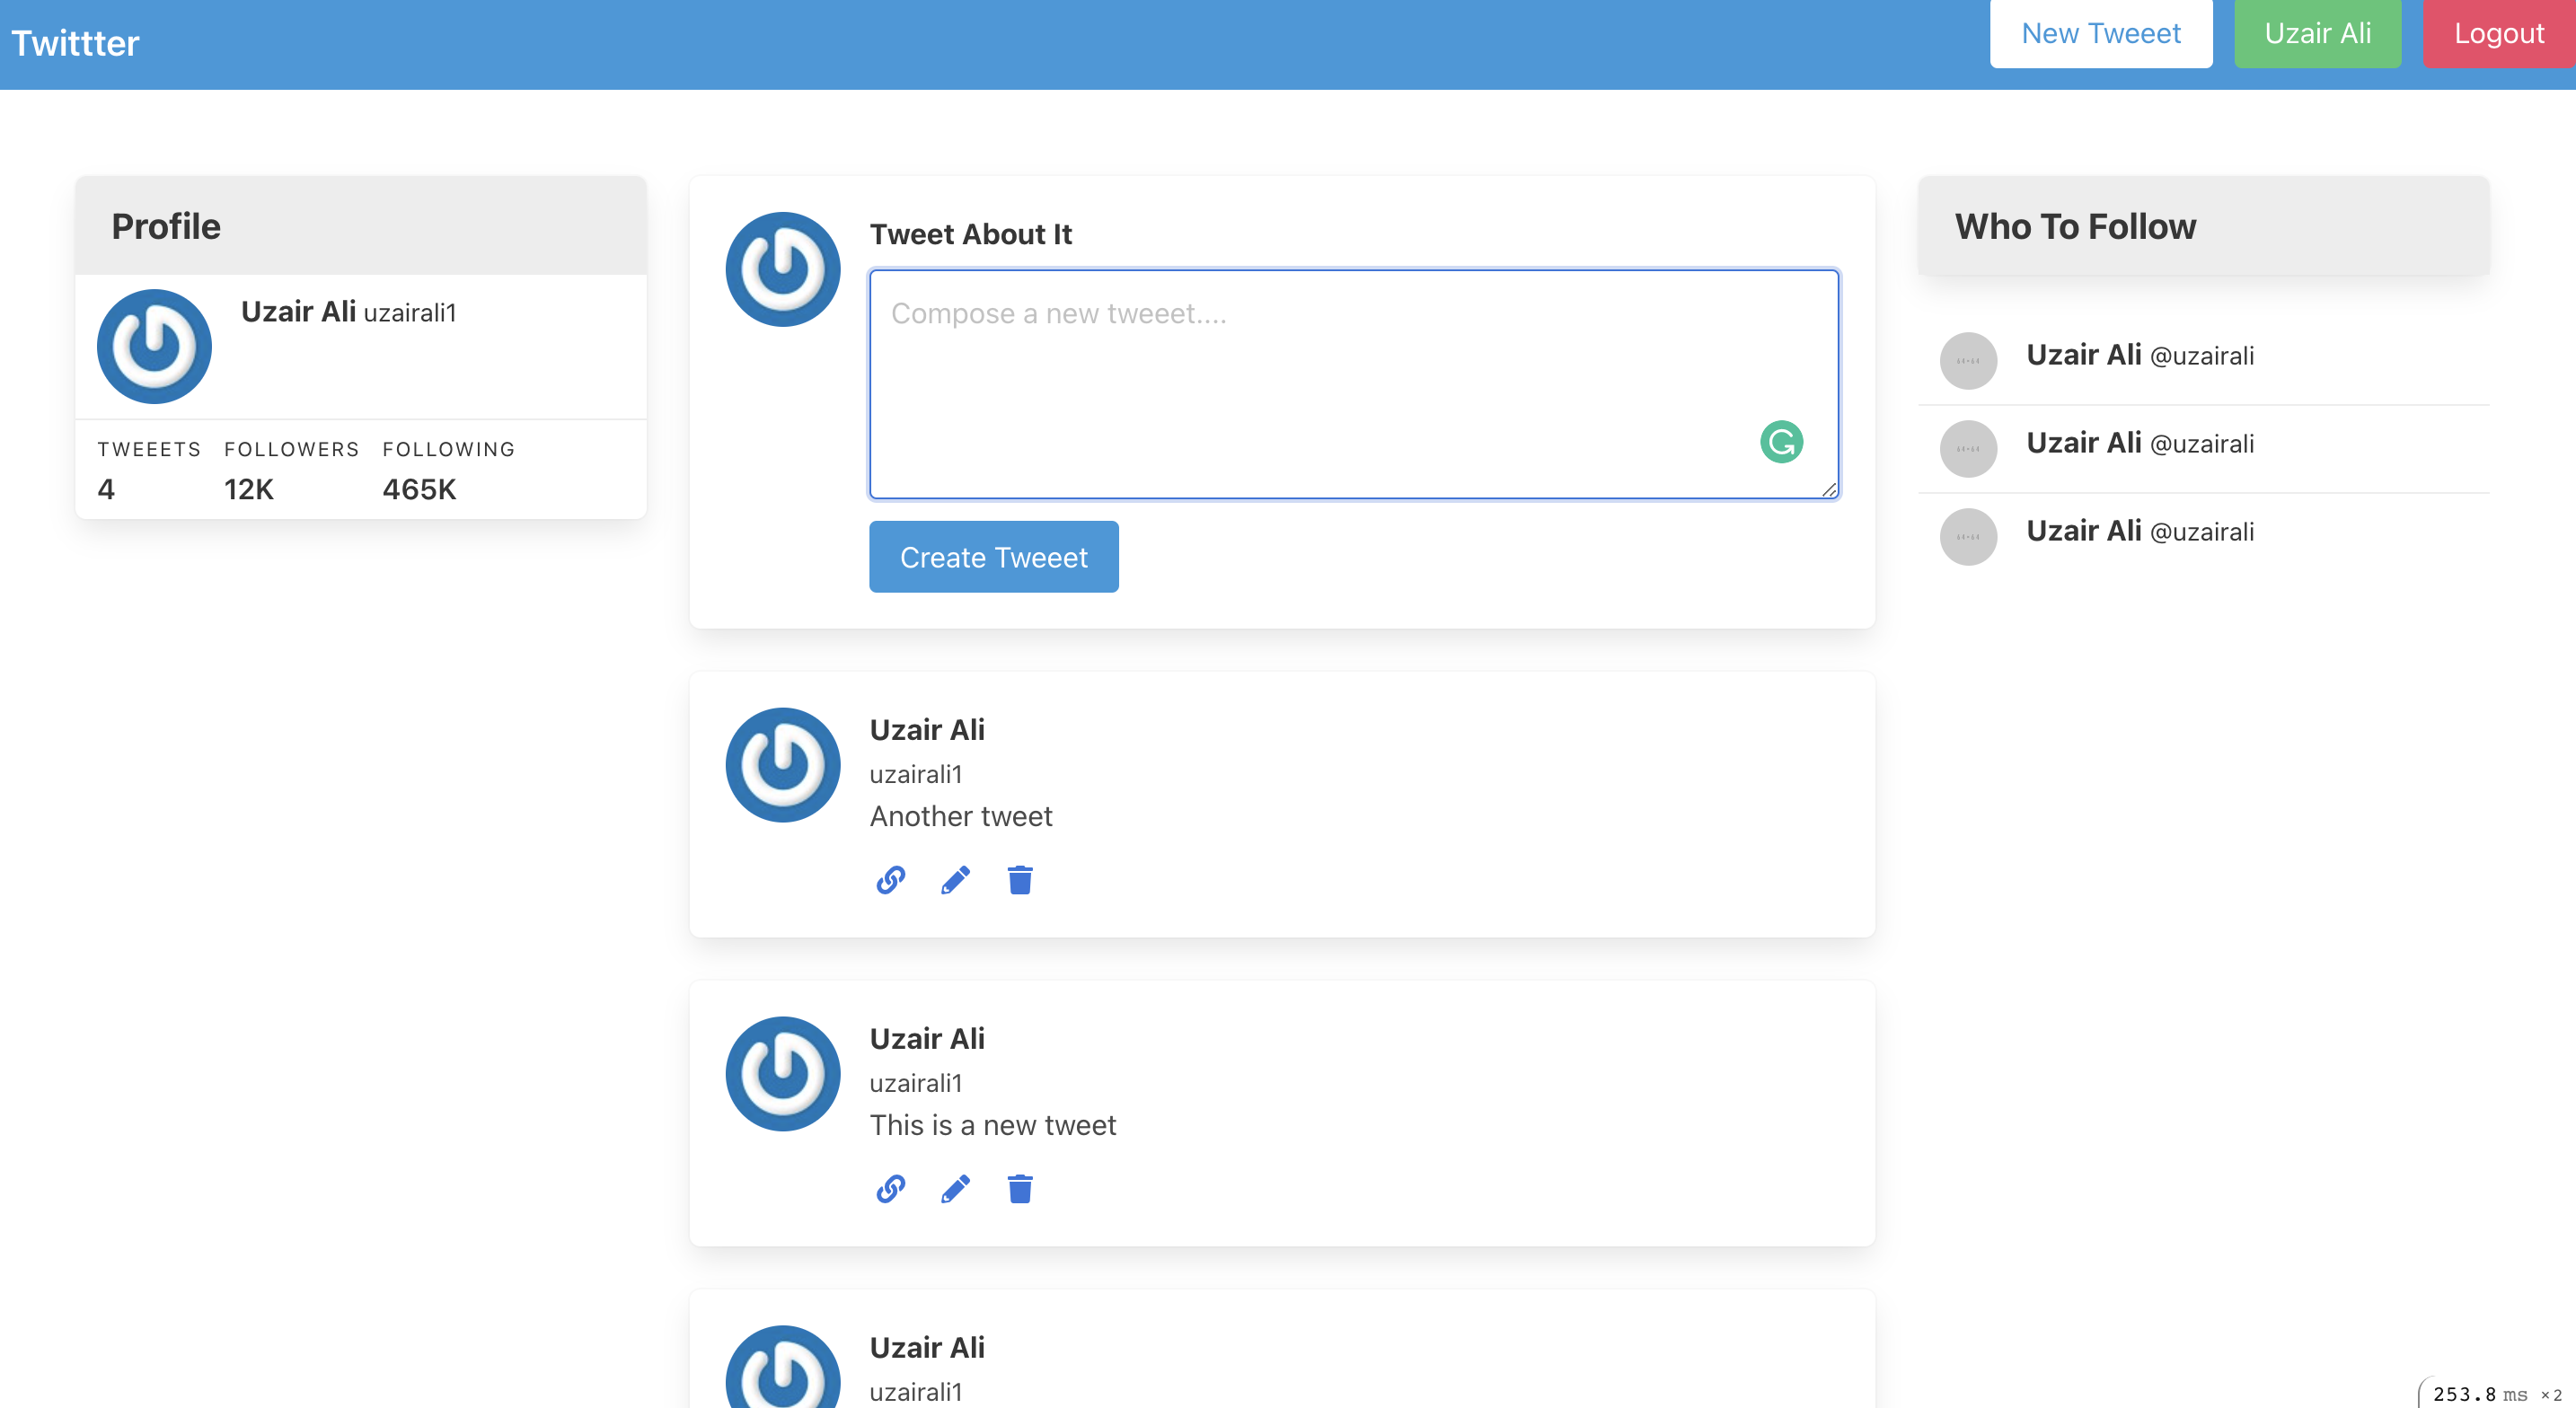 Twittter
New Tweeet
Uzair Ali
Logout
Profile
Uzair Ali uzairali1
TWEEETS FOLLOWERS FOLLOWING
4 12K 465K
Tweet About It
Compose a new tweeet....
Create Tweeet
Uzair Ali
uzairali1
Another tweet
Uzair Ali
uzairali1
This is a new tweet
Uzair Ali
uzairali1
Who To Follow
Uzair Ali @uzairali
Uzair Ali @uzairali
Uzair Ali @uzairali
253.8 ms ×2